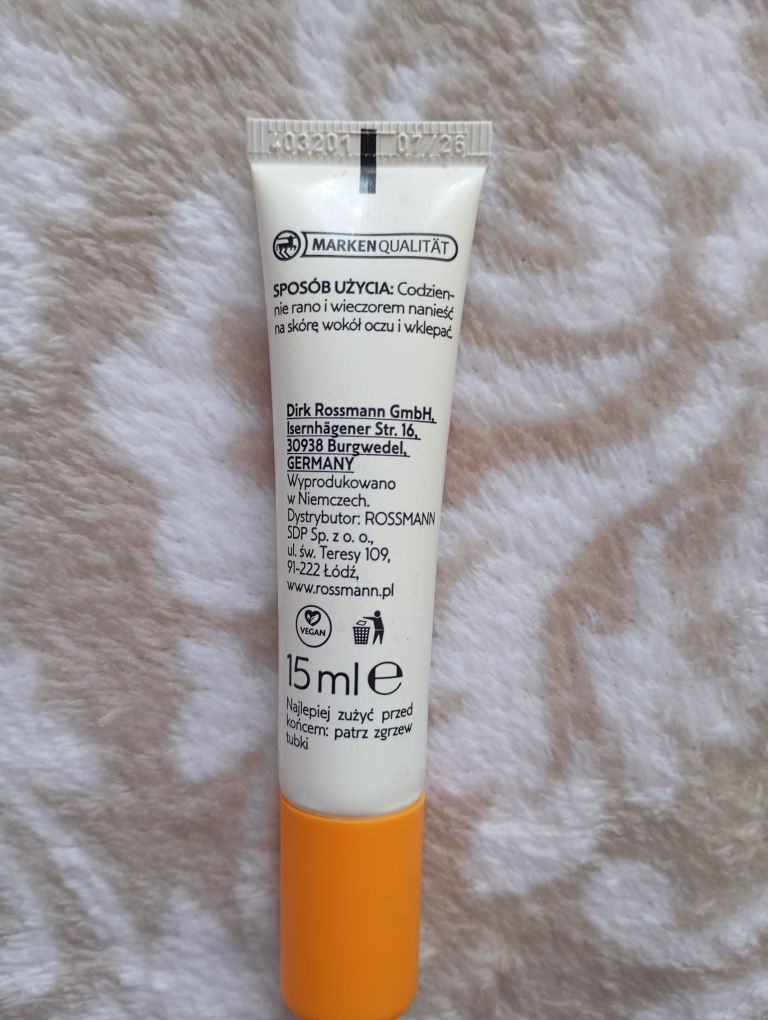 403201 07/26
MARKENQUALITÄT
SPOSÓB UŻYCIA: Codzien-
nie rano i wieczorem nanieść
na skórę wokół oczu i wklepać.
Dirk Rossmann GmbH,
Isernhägener Str. 16,
30938 Burgwedel,
GERMANY
Wyprodukowano
w Niemczech.
Dystrybutor: ROSSMANN
SDP Sp. z o. o.,
ul. św. Teresy 109,
91-222 Łódź,
www.rossmann.pl
VEGAN
15 ml e
Najlepiej zużyć przed
końcem: patrz zgrzew
tubki